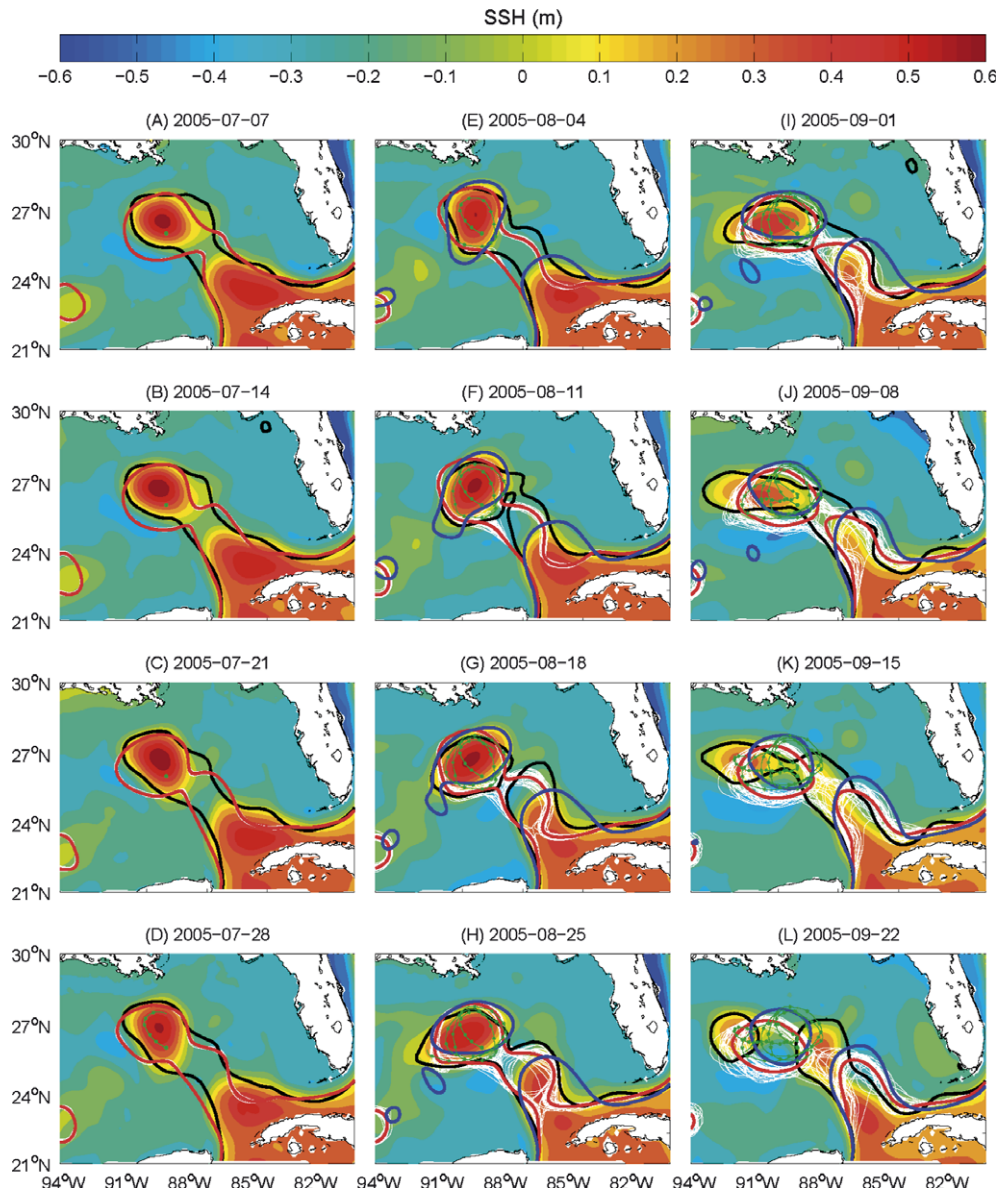 SSH (m)
−0.6 −0.5 −0.4 −0.3 −0.2 −0.1 0 0.1 0.2 0.3 0.4 0.5 0.6
(A) 2005−07−07 (E) 2005−08−04 (I) 2005−09−01
30°N
27°N
24°N
21°N
(B) 2005−07−14 (F) 2005−08−11 (J) 2005−09−08
30°N
27°N
24°N
21°N
(C) 2005−07−21 (G) 2005−08−18 (K) 2005−09−15
30°N
27°N
24°N
21°N
(D) 2005−07−28 (H) 2005−08−25 (L) 2005−09−22
30°N
27°N
24°N
21°N
94°W 91°W 88°W 85°W 82°W 94°W 91°W 88°W 85°W 82°W 94°W 91°W 88°W 85°W 82°W